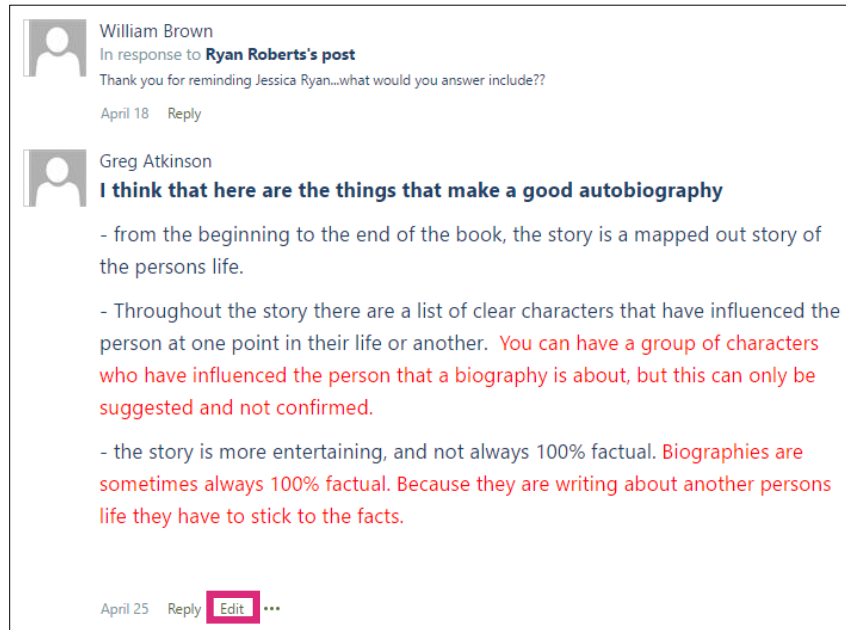 William Brown
In response to Ryan Roberts's post
Thank you for reminding Jessica Ryan...what would you answer include??
April 18 Reply
Greg Atkinson
I think that here are the things that make a good autobiography
- from the beginning to the end of the book, the story is a mapped out story of
the persons life.
- Throughout the story there are a list of clear characters that have influenced the
person at one point in their life or another.  You can have a group of characters
who have influenced the person that a biography is about, but this can only be
suggested and not confirmed.
- the story is more entertaining, and not always 100% factual. Biographies are
sometimes always 100% factual. Because they are writing about another persons
life they have to stick to the facts.
April 25 Reply Edit •••